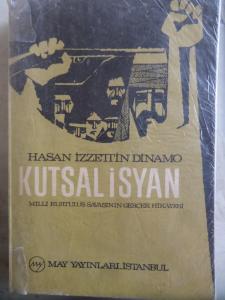 HASAN İZZETTİN DİNAMO
KUTSAL İSYAN
MİLLİ KURTULUŞ SAVAŞININ GERÇEK HİKAYESİ
MAY YAYINLARI. İSTANBUL